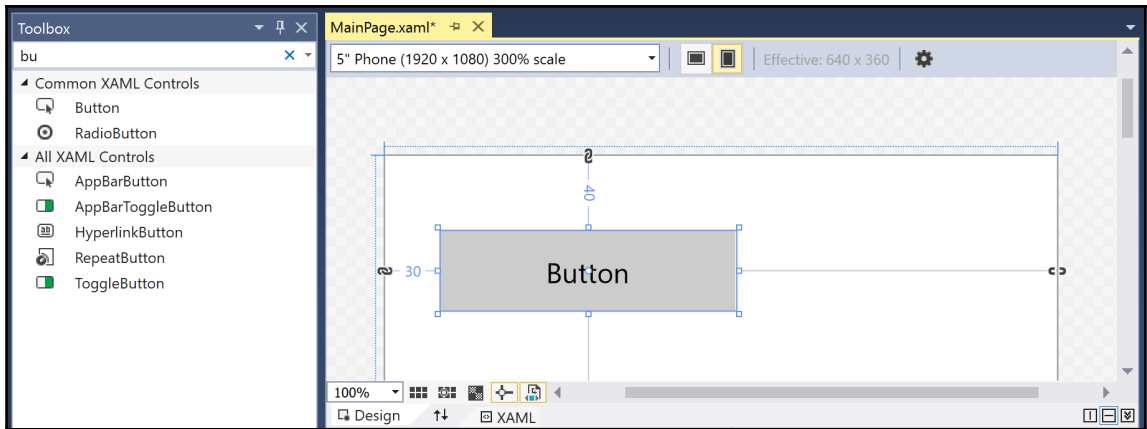 Toolbox
bu
Common XAML Controls
Button
RadioButton
All XAML Controls
AppBarButton
AppBarToggleButton
HyperlinkButton
RepeatButton
ToggleButton
MainPage.xaml*
5" Phone (1920 x 1080) 300% scale
Effective: 640 x 360
40
30
Button
100%
Design
XAML